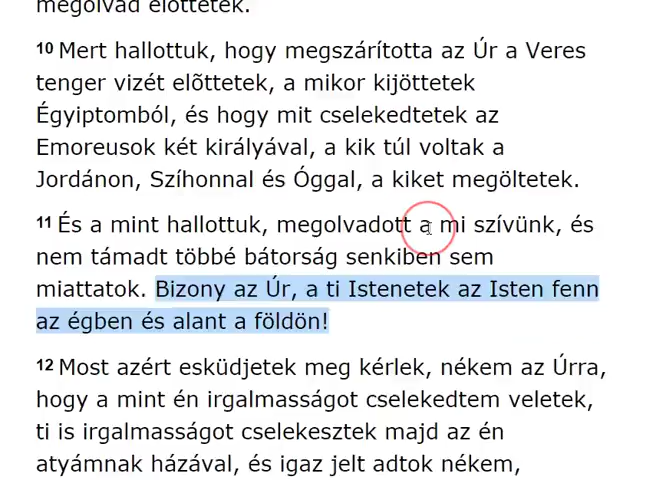 megolvad előttetek.
10 Mert hallottuk, hogy megszárította az Úr a Veres
tenger vizét elõttetek, a mikor kijöttetek
Égyiptomból, és hogy mit cselekedtetek az
Emoreusok két királyával, a kik túl voltak a
Jordánon, Szíhonnal és Óggal, a kiket megöltetek.
11 És a mint hallottuk, megolvadott a mi szívünk, és
nem támadt többé bátorság senkiben sem
miattatok. Bizony az Úr, a ti Istenetek az Isten fenn
az égben és alant a földön!
12 Most azért esküdjetek meg kérlek, nékem az Úrra,
hogy a mint én irgalmasságot cselekedtem veletek,
ti is irgalmasságot cselekesztek majd az én
atyámnak házával, és igaz jelt adtok nékem,